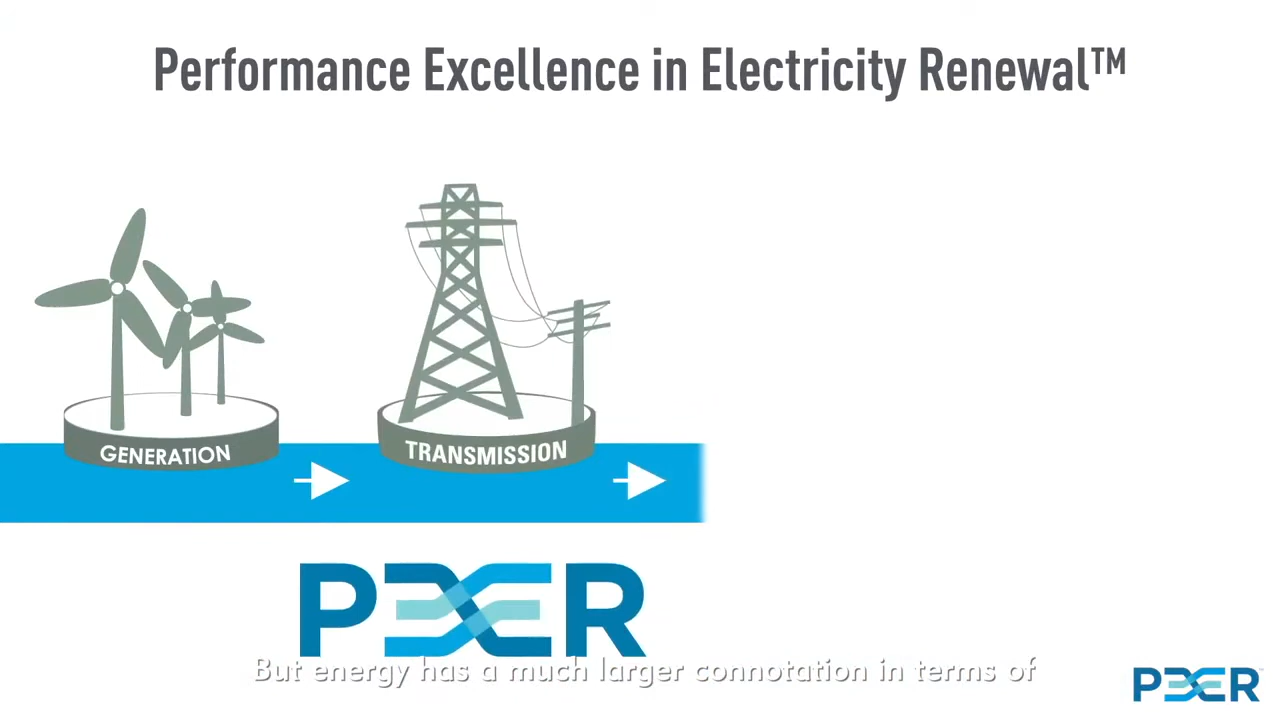 Performance Excellence in Electricity Renewal™
GENERATION
TRANSMISSION
PEER
But energy has a much larger connotation in terms of
PEER